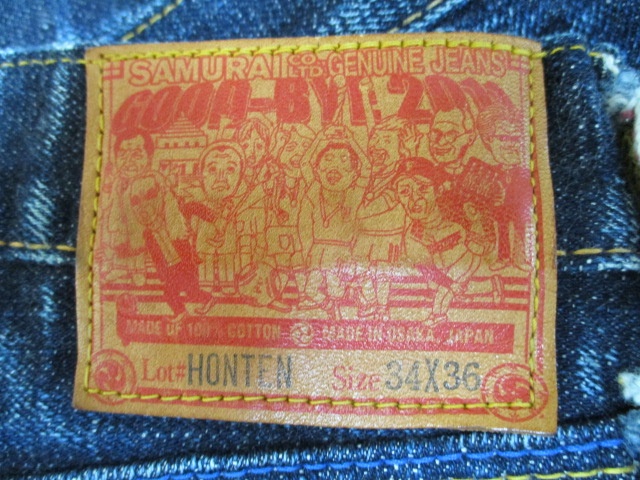 SAMURAI CO LTD. GENUINE JEANS
GOOD-BYE 2000
MADE OF 100% COTTON MADE IN OSAKA, JAPAN
Lot# HONTEN Size 34X36